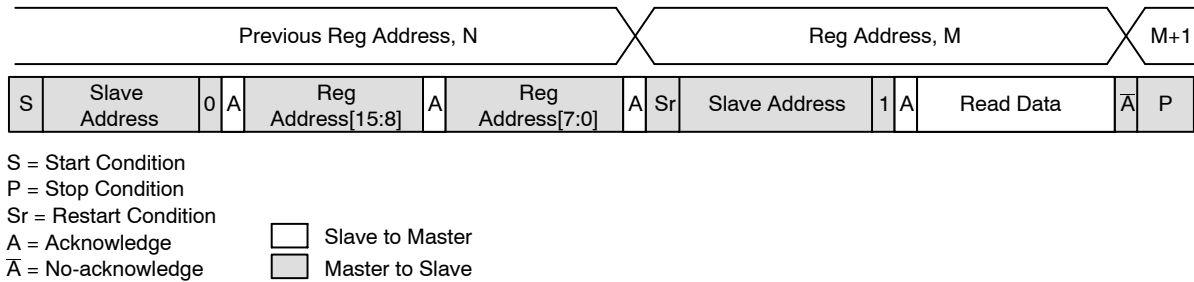 Previous Reg Address, N Reg Address, M M+1
S Slave Address 0 A Reg Address[15:8] A Reg Address[7:0] A Sr Slave Address 1 A Read Data A̅ P
S = Start Condition
P = Stop Condition
Sr = Restart Condition
A = Acknowledge
A̅ = No-acknowledge
Slave to Master
Master to Slave